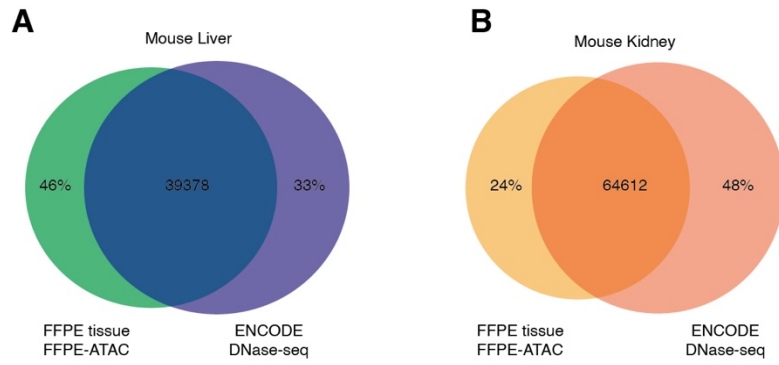 A
Mouse Liver
46%
39378
33%
FFPE tissue
FFPE-ATAC
ENCODE
DNase-seq
B
Mouse Kidney
24%
64612
48%
FFPE tissue
FFPE-ATAC
ENCODE
DNase-seq